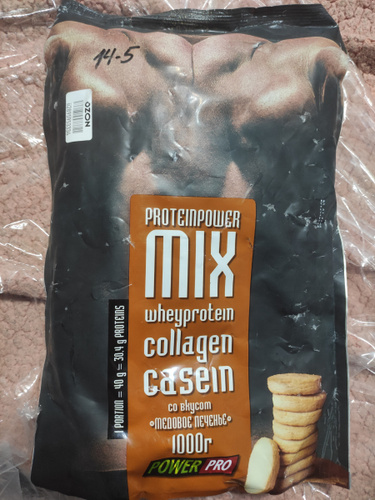 14-5
OZON
PROTEINPOWER
MIX
wheyprotein
collagen
casein
со вкусом
«МЕДОВОЕ ПЕЧЕНЬЕ»
1000г
POWER PRO
1 PORTION = 40 g = 30,4 g PROTEINS